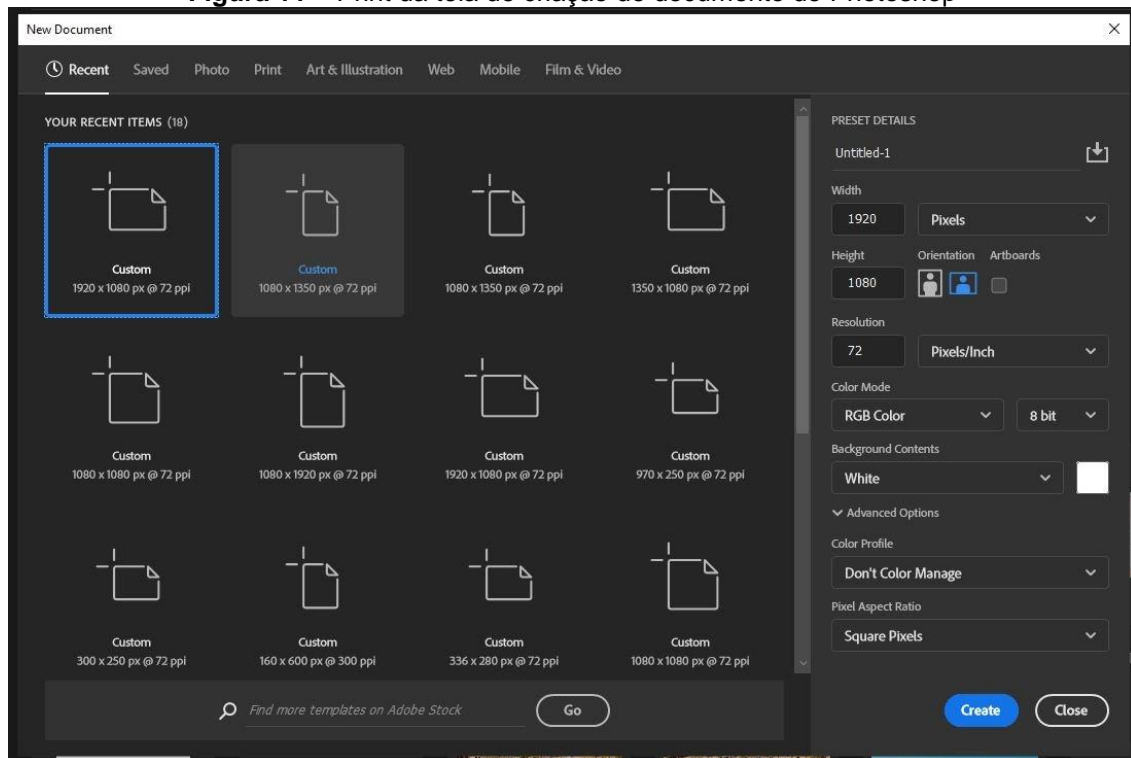 New Document
Recent Saved Photo Print Art & Illustration Web Mobile Film & Video
YOUR RECENT ITEMS (18)
Custom
1920 x 1080 px @ 72 ppi
Custom
1080 x 1350 px @ 72 ppi
Custom
1080 x 1350 px @ 72 ppi
Custom
1350 x 1080 px @ 72 ppi
Custom
1080 x 1080 px @ 72 ppi
Custom
1080 x 1920 px @ 72 ppi
Custom
1920 x 1080 px @ 72 ppi
Custom
970 x 250 px @ 72 ppi
Custom
300 x 250 px @ 72 ppi
Custom
160 x 600 px @ 300 ppi
Custom
336 x 280 px @ 72 ppi
Custom
1080 x 1080 px @ 72 ppi
Find more templates on Adobe Stock
Go
PRESET DETAILS
Untitled-1
Width
1920 Pixels
Height Orientation Artboards
1080
Resolution
72 Pixels/Inch
Color Mode
RGB Color 8 bit
Background Contents
White
Advanced Options
Color Profile
Don't Color Manage
Pixel Aspect Ratio
Square Pixels
Create Close